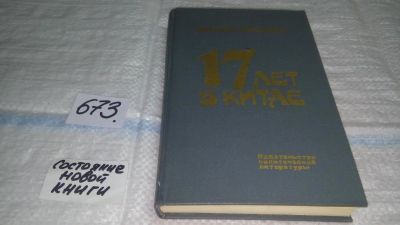 17 ЛЕТ
В КИТАЕ
Издательство
политической
литературы
673.
состояние
новой
книги